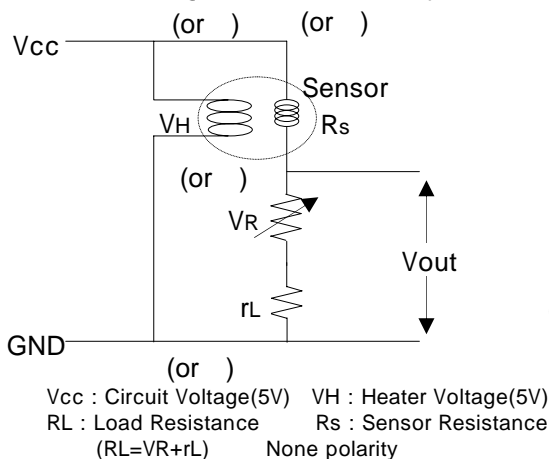 (or   )   (or   )
Vcc
Sensor
VH
Rs
(or   )
VR
Vout
rL
GND
(or   )
Vcc : Circuit Voltage(5V)   VH : Heater Voltage(5V)
RL : Load Resistance   Rs : Sensor Resistance
(RL=VR+rL)   None polarity